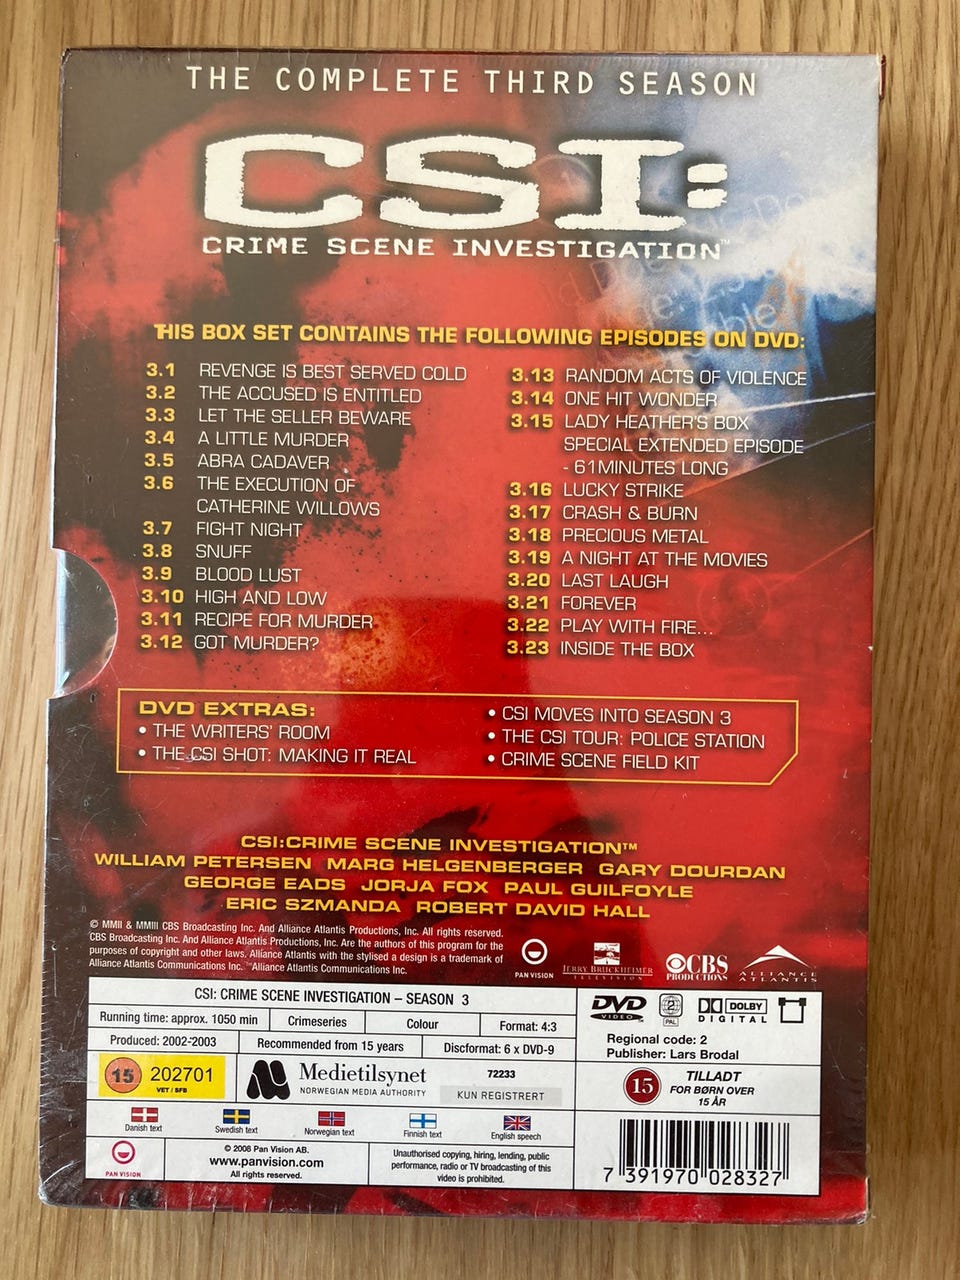 THE COMPLETE THIRD SEASON
CSI:
CRIME SCENE INVESTIGATION™
THIS BOX SET CONTAINS THE FOLLOWING EPISODES ON DVD:
3.1 REVENGE IS BEST SERVED COLD
3.2 THE ACCUSED IS ENTITLED
3.3 LET THE SELLER BEWARE
3.4 A LITTLE MURDER
3.5 ABRA CADAVER
3.6 THE EXECUTION OF
CATHERINE WILLOWS
3.7 FIGHT NIGHT
3.8 SNUFF
3.9 BLOOD LUST
3.10 HIGH AND LOW
3.11 RECIPE FOR MURDER
3.12 GOT MURDER?
3.13 RANDOM ACTS OF VIOLENCE
3.14 ONE HIT WONDER
3.15 LADY HEATHER'S BOX
SPECIAL EXTENDED EPISODE
- 61MINUTES LONG
3.16 LUCKY STRIKE
3.17 CRASH & BURN
3.18 PRECIOUS METAL
3.19 A NIGHT AT THE MOVIES
3.20 LAST LAUGH
3.21 FOREVER
3.22 PLAY WITH FIRE...
3.23 INSIDE THE BOX
DVD EXTRAS:
• THE WRITERS' ROOM
• THE CSI SHOT: MAKING IT REAL
• CSI MOVES INTO SEASON 3
• THE CSI TOUR: POLICE STATION
• CRIME SCENE FIELD KIT
CSI:CRIME SCENE INVESTIGATION™
WILLIAM PETERSEN MARG HELGENBERGER GARY DOURDAN
GEORGE EADS JORJA FOX PAUL GUILFOYLE
ERIC SZMANDA ROBERT DAVID HALL
© MMII & MMIII CBS Broadcasting Inc. And Alliance Atlantis Productions, Inc. All rights reserved.
CBS Broadcasting Inc. And Alliance Atlantis Productions, Inc. Are the authors of this program for the
purposes of copyright and other laws. Alliance Atlantis with the stylised a design is a trademark of
Alliance Atlantis Communications Inc. ™Alliance Atlantis Communications Inc.
PAN VISION
JERRY BRUCKHEIMER
TELEVISION
CBS
PRODUCTIONS
ALLIANCE
ATLANTIS
CSI: CRIME SCENE INVESTIGATION – SEASON 3
Running time: approx. 1050 min
Crimeseries
Colour
Format: 4:3
Produced: 2002-2003
Recommended from 15 years
Discformat: 6 x DVD-9
15 202701
VET / SFB
Medietilsynet
NORWEGIAN MEDIA AUTHORITY
72233
KUN REGISTRERT
Danish text
Swedish text
Norwegian text
Finnish text
English speech
PAN VISION
© 2008 Pan Vision
www.panvision.com
All rights reserved.
Unauthorised copying, hiring, lending, public
performance, radio or TV broadcasting of this
video is prohibited.
DVD
VIDEO
2
PAL
DOLBY
DIGITAL
Regional code: 2
Publisher: Lars Brodal
15
TILLADT
FOR BØRN OVER
15 ÅR
7 391970 028327